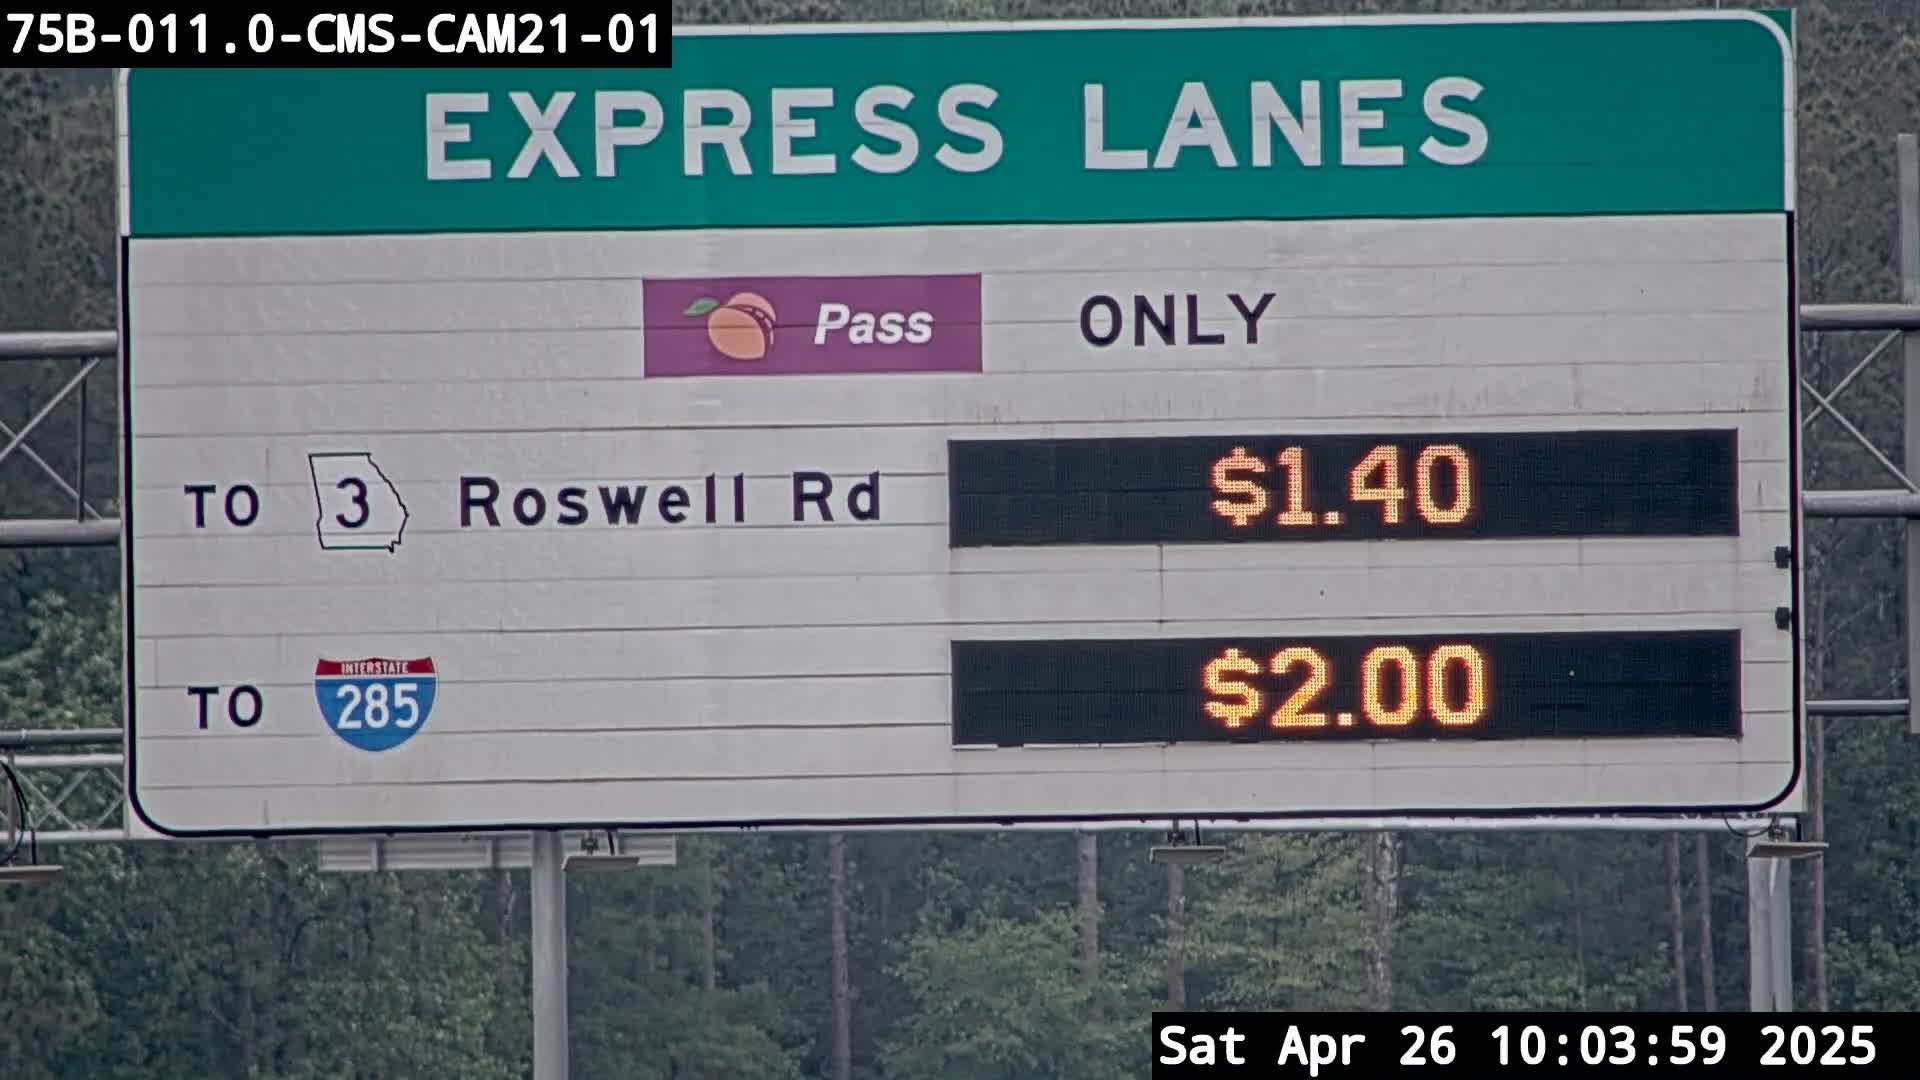 75B-011.0-CMS-CAM21-01
EXPRESS LANES
Pass ONLY
TO 3 Roswell Rd $1.40
INTERSTATE
TO 285 $2.00
Sat Apr 26 10:03:59 2025